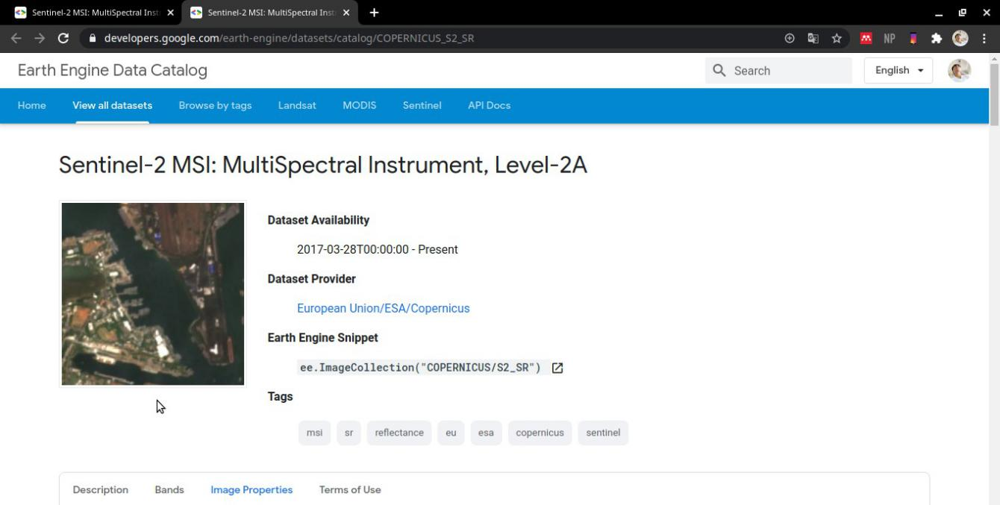 Sentinel-2 MSI: MultiSpectral Inst
Sentinel-2 MSI: MultiSpectral Inst
developers.google.com/earth-engine/datasets/catalog/COPERNICUS_S2_SR
NP
Earth Engine Data Catalog
Search
English
Home
View all datasets
Browse by tags
Landsat
MODIS
Sentinel
API Docs
Sentinel-2 MSI: MultiSpectral Instrument, Level-2A
Dataset Availability
2017-03-28T00:00:00 - Present
Dataset Provider
European Union/ESA/Copernicus
Earth Engine Snippet
ee.ImageCollection("COPERNICUS/S2_SR")
Tags
msi
sr
reflectance
eu
esa
copernicus
sentinel
Description
Bands
Image Properties
Terms of Use